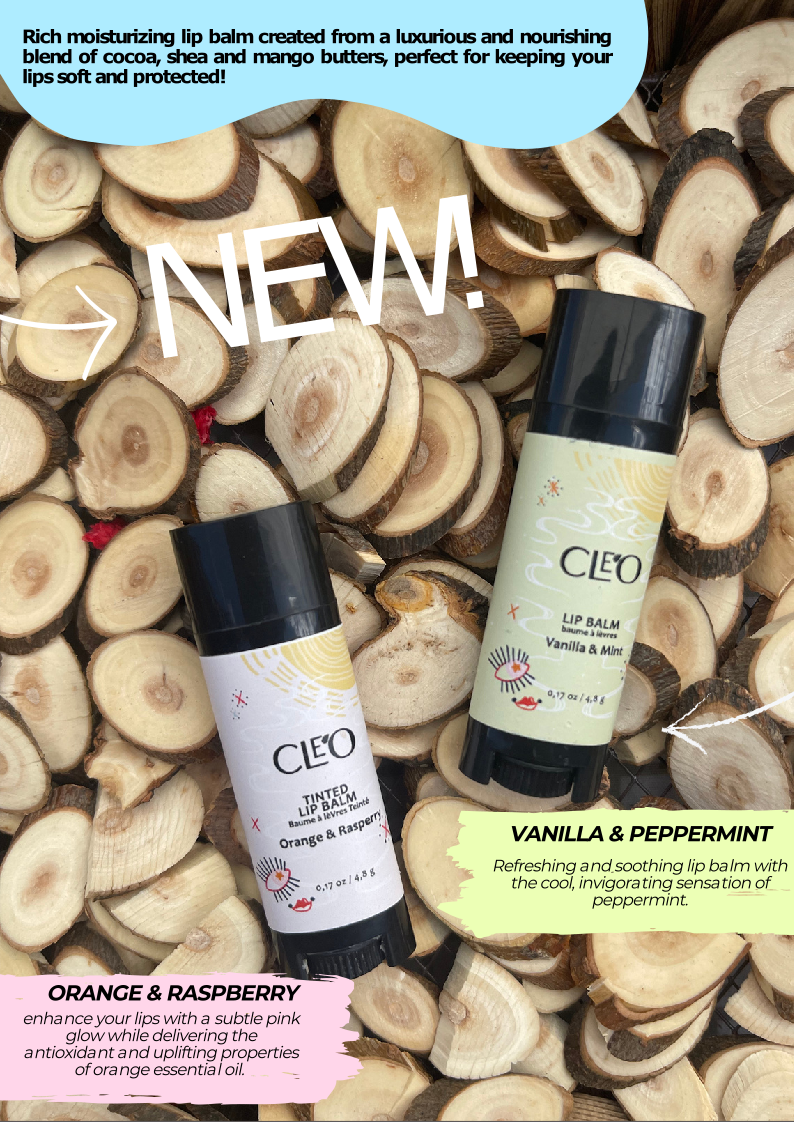 Rich moisturizing lip balm created from a luxurious and nourishing
blend of cocoa, shea and mango butters, perfect for keeping your
lips soft and protected!
NEW!
CLEO
LIP BALM
baume à lèvres
Vanilla & Mint
0,17 oz / 4,8 g
CLEO
TINTED
LIP BALM
Baume à lèvres Teinté
Orange & Rasperry
0,17 oz / 4,8 g
VANILLA & PEPPERMINT
Refreshing and soothing lip balm with
the cool, invigorating sensation of
peppermint.
ORANGE & RASPBERRY
enhance your lips with a subtle pink
glow while delivering the
antioxidant and uplifting properties
of orange essential oil.